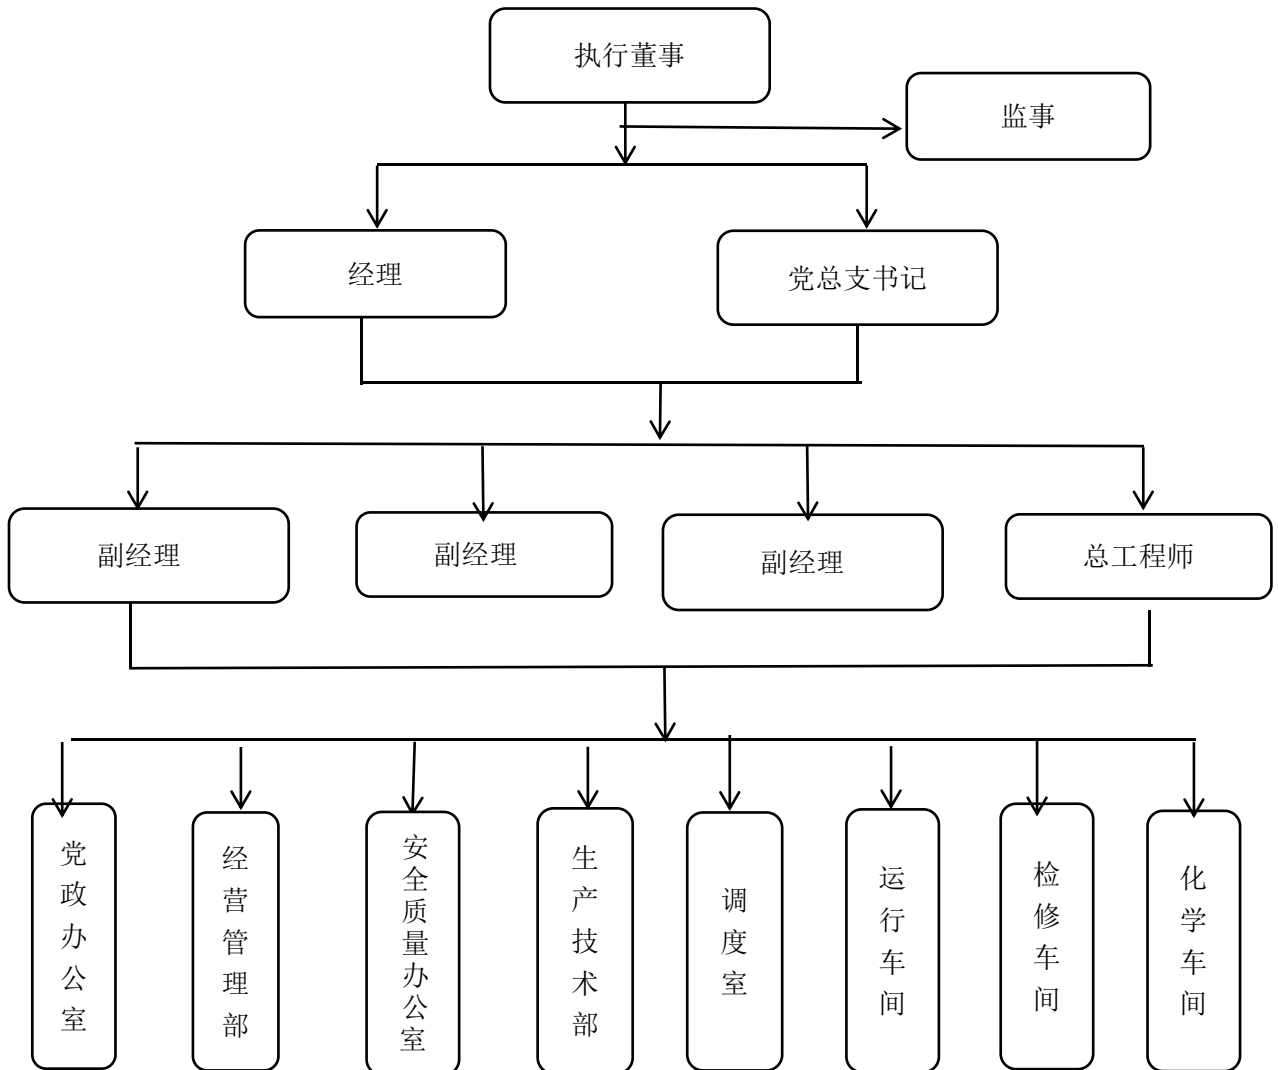 执行董事
监事
经理
党总支书记
副经理
副经理
副经理
总工程师
党政办公室
经营管理部
安全质量办公室
生产技术部
调度室
运行车间
检修车间
化学车间